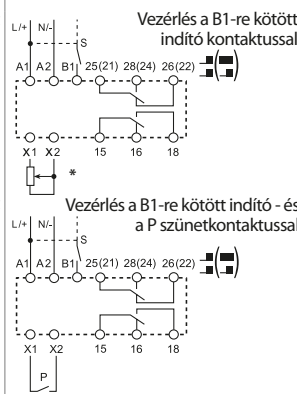 Vezérlés a B1-re kötött
indító kontaktussal
L/+ N/-
S
A1 A2 B1 25(21) 28(24) 26(22)
X1 X2 15 16 18
*
Vezérlés a B1-re kötött indító - és
a P szünetkontaktussal
L/+ N/-
S
A1 A2 B1 25(21) 28(24) 26(22)
X1 X2 15 16 18
P